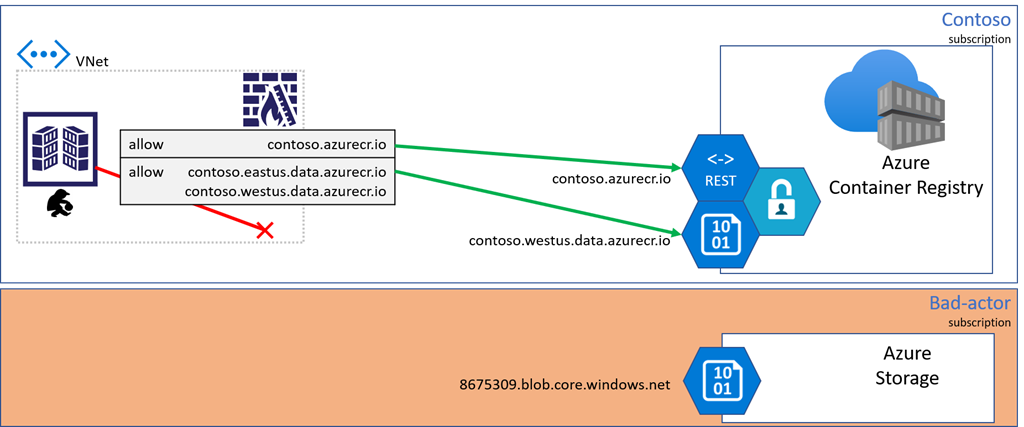 Contoso
subscription
VNet
allow contoso.azurecr.io
allow contoso.eastus.data.azurecr.io
contoso.westus.data.azurecr.io
contoso.azurecr.io
<->
REST
Azure
Container Registry
contoso.westus.data.azurecr.io
10
01
Bad-actor
subscription
Azure
Storage
8675309.blob.core.windows.net
10
01